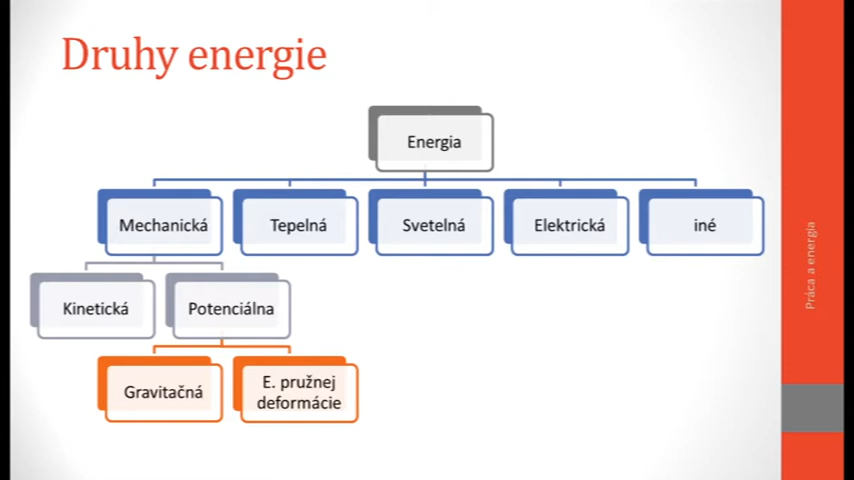 Druhy energie
Energia
Mechanická
Tepelná
Svetelná
Elektrická
iné
Kinetická
Potenciálna
Gravitačná
E. pružnej
deformácie
Práca a energia